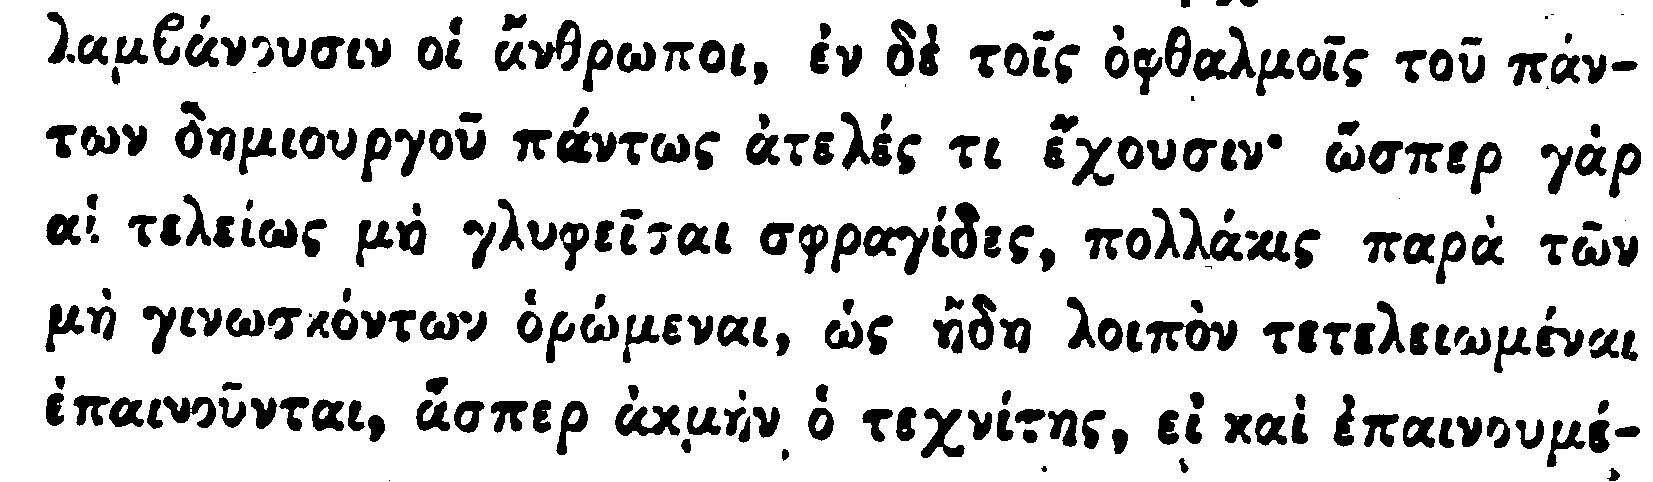 λαμβάνουσιν οἱ ἄνθρωποι, ἐν δὲ τοῖς ὀφθαλμοῖς τοῦ πάν-
των δημιουργοῦ πάντως ἀτελές τι ἔχουσιν· ὥσπερ γὰρ
αἱ τελείως μὴ γλυφεῖσαι σφραγίδες, πολλάκις παρὰ τῶν
μὴ γινωσκόντων ὁρώμεναι, ὡς ἤδη λοιπὸν τετελειωμέναι
ἐπαινοῦνται, ἅσπερ ἀκμὴν ὁ τεχνίτης, εἰ καὶ ἐπαινουμέ-